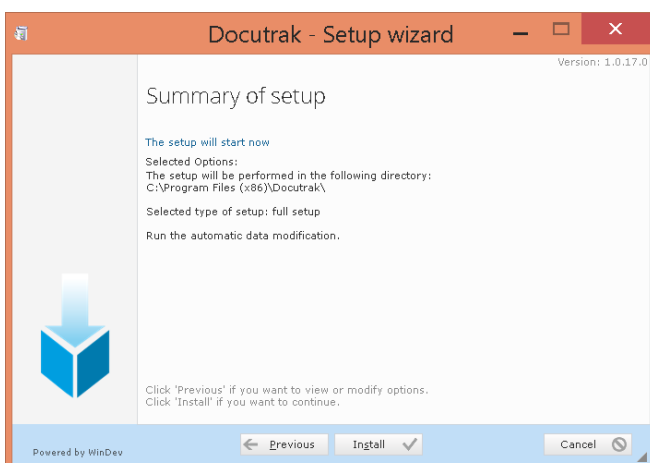 Docutrak - Setup wizard
Version: 1.0.17.0
Summary of setup
The setup will start now
Selected Options:
The setup will be performed in the following directory:
C:\Program Files (x86)\Docutrak\
Selected type of setup: full setup
Run the automatic data modification.
Click 'Previous' if you want to view or modify options.
Click 'Install' if you want to continue.
Powered by WinDev
Previous
Install
Cancel